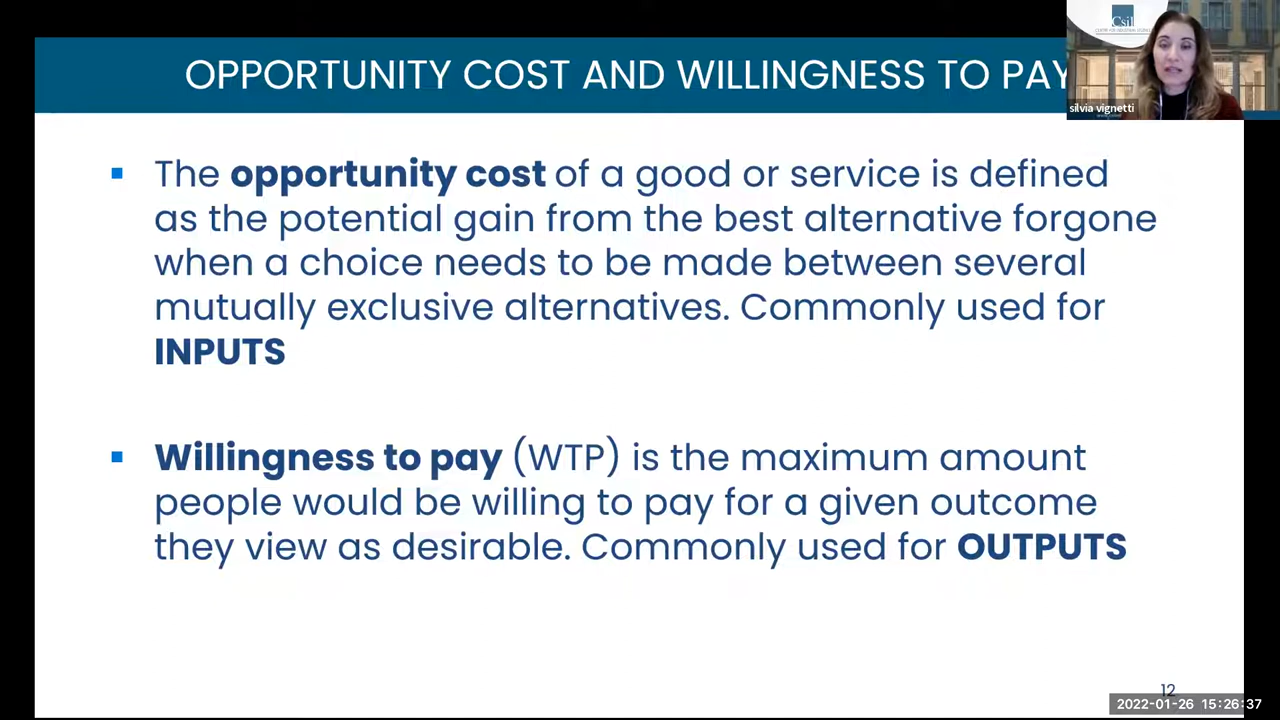 OPPORTUNITY COST AND WILLINGNESS TO PAY
Csil
silvia vignetti
▪ The opportunity cost of a good or service is defined
as the potential gain from the best alternative forgone
when a choice needs to be made between several
mutually exclusive alternatives. Commonly used for
INPUTS
▪ Willingness to pay (WTP) is the maximum amount
people would be willing to pay for a given outcome
they view as desirable. Commonly used for OUTPUTS
12
2022-01-26 15:26:37